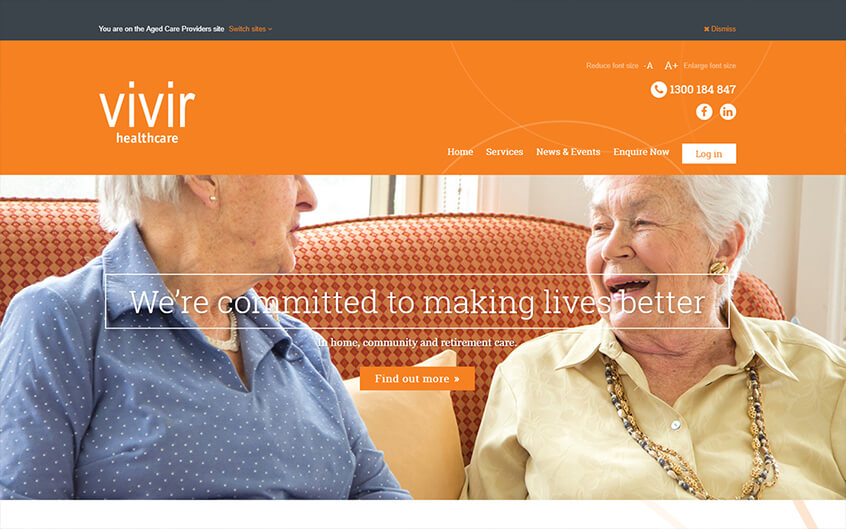 You are on the Aged Care Providers site Switch sites Dismiss
Reduce font size -A A+ Enlarge font size
1300 184 847
vivir
healthcare
Home Services News & Events Enquire Now Log in
We're committed to making lives better
In home, community and retirement care.
Find out more »